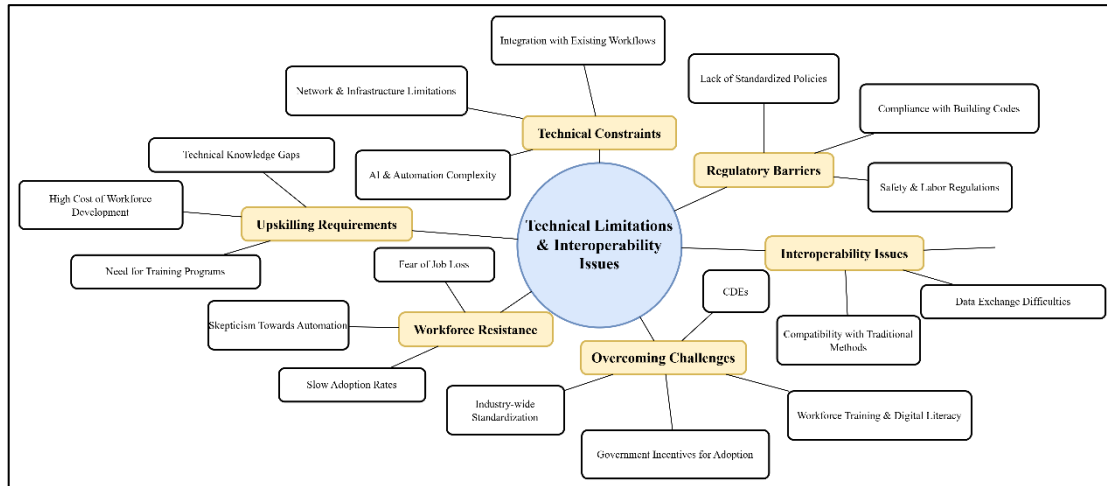 Integration with Existing Workflows
Lack of Standardized Policies
Network & Infrastructure Limitations
Compliance with Building Codes
Technical Constraints
Technical Knowledge Gaps
Regulatory Barriers
AI & Automation Complexity
Safety & Labor Regulations
High Cost of Workforce
Development
Upskilling Requirements
Technical Limitations
& Interoperability
Issues
Interoperability Issues
Need for Training Programs
Fear of Job Loss
CDEs
Data Exchange Difficulties
Skepticism Towards Automation
Workforce Resistance
Compatibility with Traditional
Methods
Overcoming Challenges
Slow Adoption Rates
Industry-wide
Standardization
Workforce Training & Digital Literacy
Government Incentives for Adoption